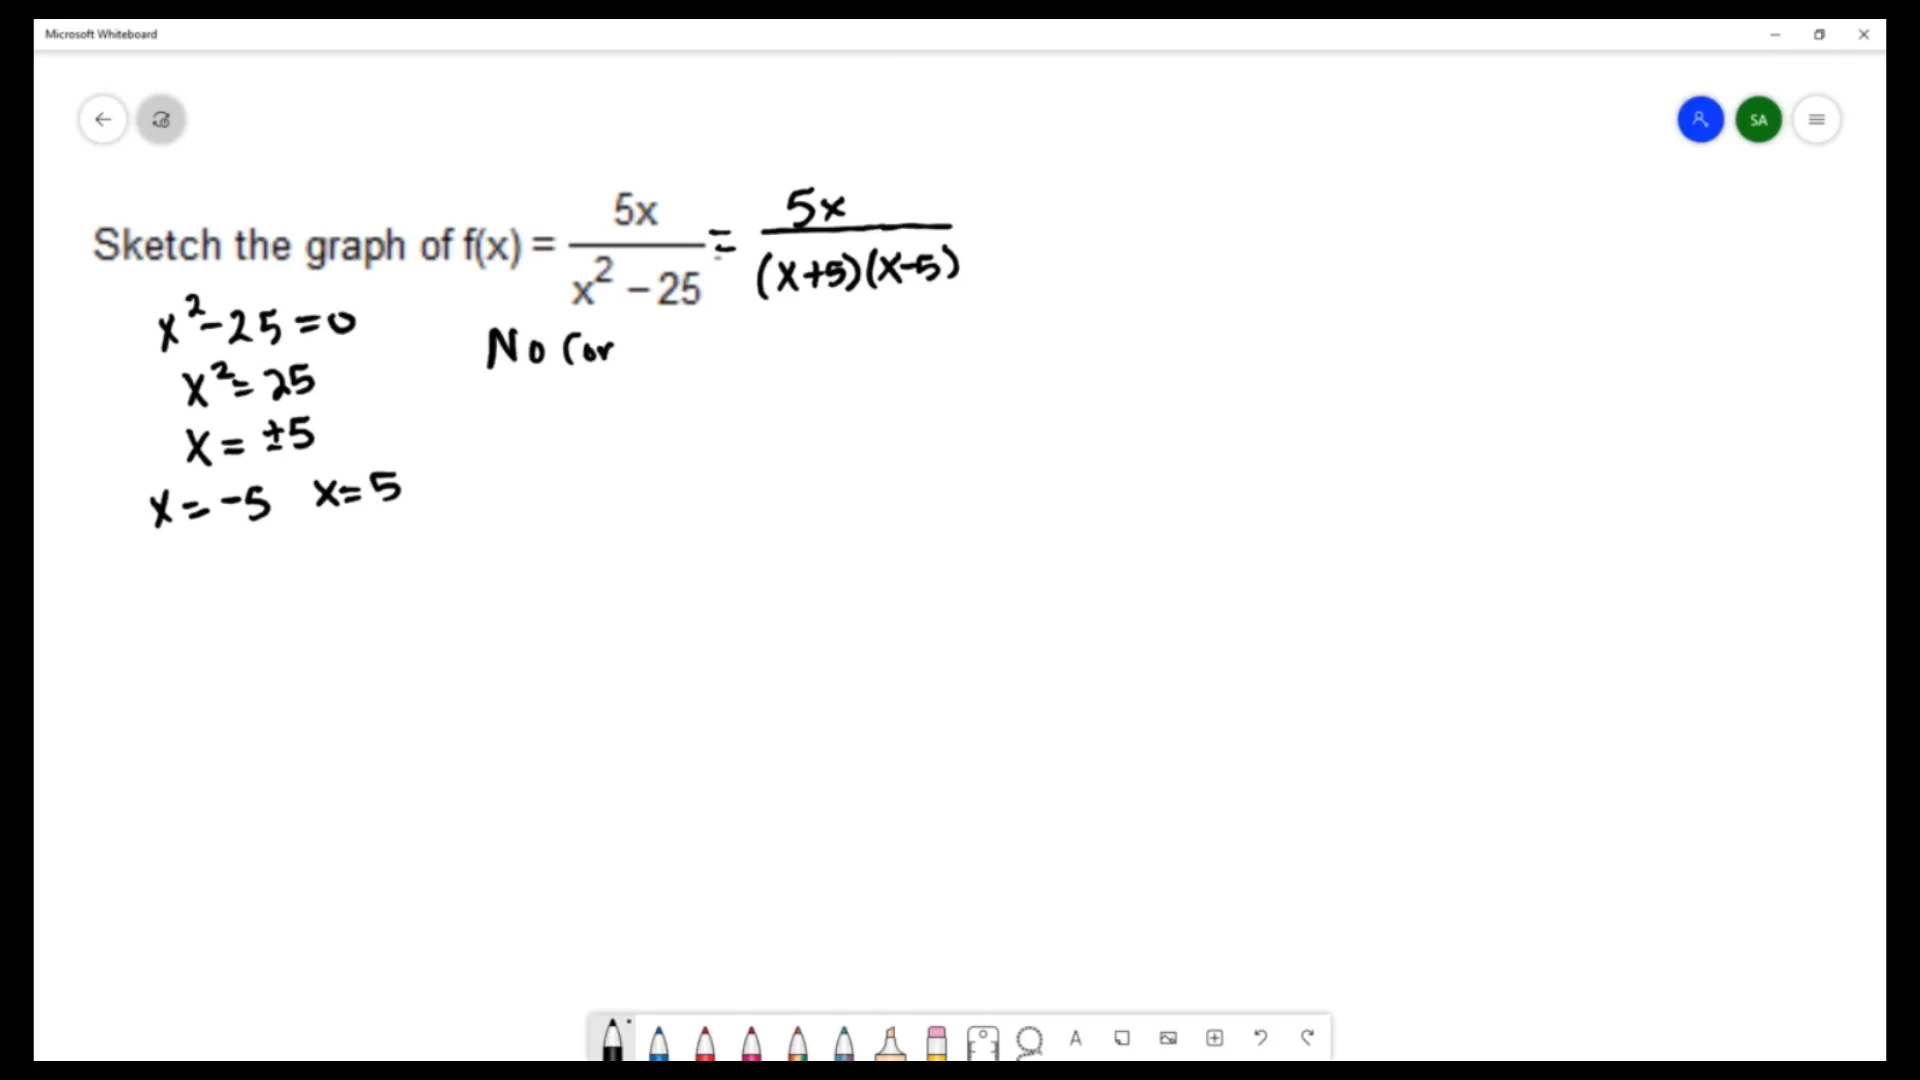 Microsoft Whiteboard
SA
Sketch the graph of f(x) = 5x / (x² − 25) = 5x / ((x+5)(x-5))
x² - 25 = 0
x² = 25
x = ±5
x = -5 x = 5
No Com
A